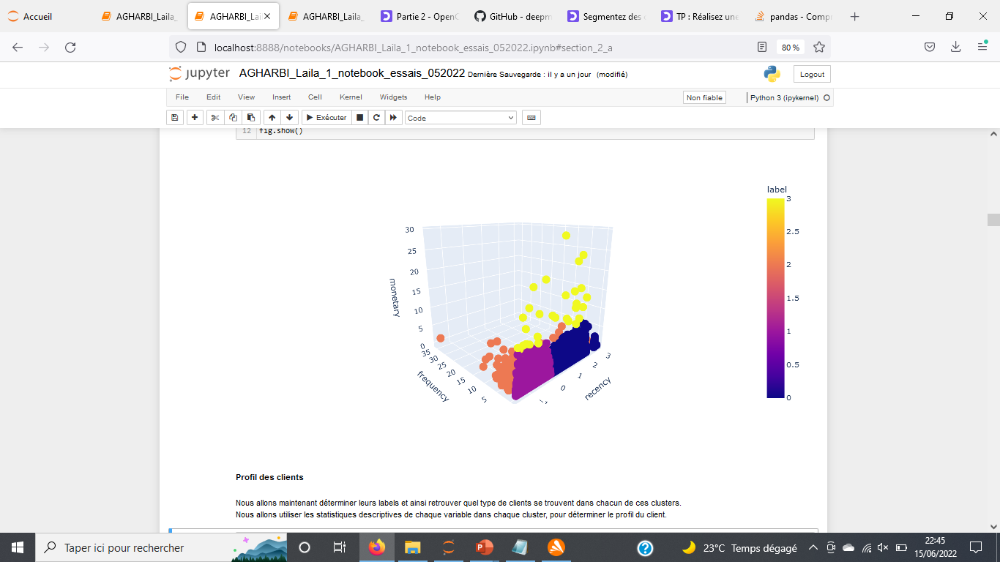 Accueil
AGHARBI_Laila_
AGHARBI_Lai
AGHARBI_Laila_
Partie 2 - OpenC
GitHub - deepm
Segmentez des
TP : Réalisez une
pandas - Compr
localhost:8888/notebooks/AGHARBI_Laila_1_notebook_essais_052022.ipynb#section_2_a
80 %
jupyter AGHARBI_Laila_1_notebook_essais_052022 Dernière Sauvegarde : il y a un jour (modifié)
Logout
File Edit View Insert Cell Kernel Widgets Help
Non fiable
Python 3 (ipykernel)
Exécuter
Code
12 fig.show()
label
3
2.5
2
1.5
1
0.5
0
30
25
20
15
10
5
0
monetary
35
30
25
20
15
10
5
frequency
−1
0
1
2
3
recency
Profil des clients
Nous allons maintenant déterminer leurs labels et ainsi retrouver quel type de clients se trouvent dans chacun de ces clusters.
Nous allons utiliser les statistiques descriptives de chaque variable dans chaque cluster, pour déterminer le profil du client.
Taper ici pour rechercher
23°C Temps dégagé
22:45
15/06/2022